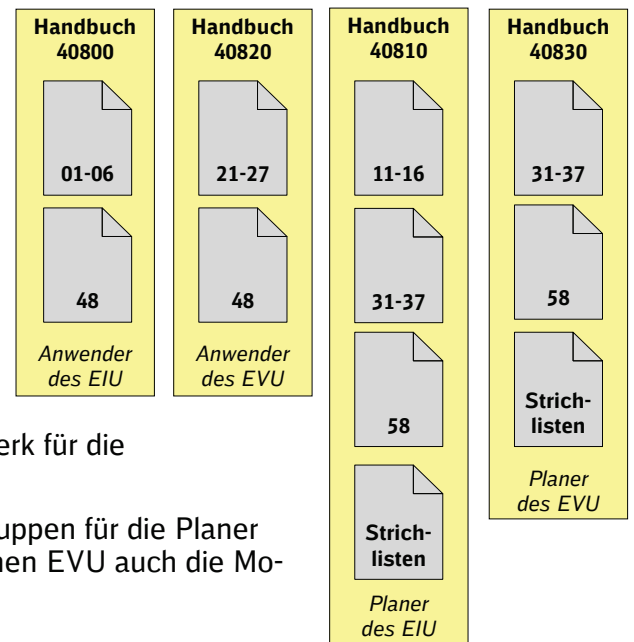 Handbuch
40800
01-06
48
Anwender
des EIU
Handbuch
40820
21-27
48
Anwender
des EVU
Handbuch
40810
11-16
31-37
58
Strich-
listen
Planer
des EIU
Handbuch
40830
31-37
58
Strich-
listen
Planer
des EVU
erk für die
uppen für die Planer
nen EVU auch die Mo-